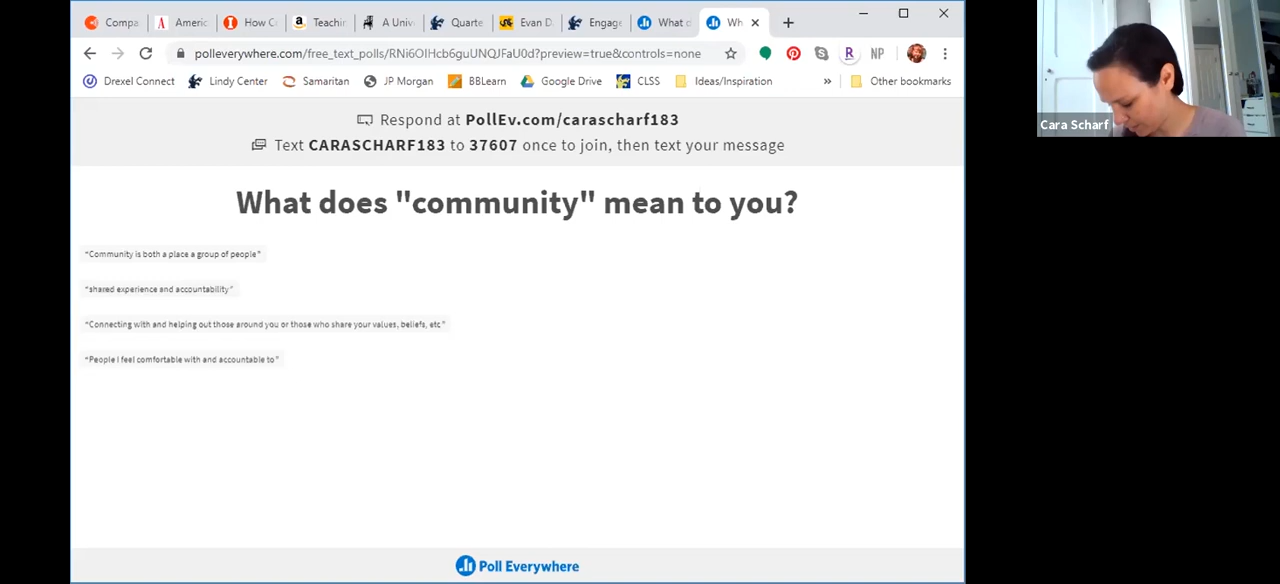 Compa
Americ
How C
Teachin
A Univ
Quarte
Evan D.
Engage
What d
Wh
polleverywhere.com/free_text_polls/RNi6OIHcb6guUNQJFaU0d?preview=true&controls=none
NP
Drexel Connect
Lindy Center
Samaritan
JP Morgan
BBLearn
Google Drive
CLSS
Ideas/Inspiration
»
Other bookmarks
Respond at PollEv.com/carascharf183
Text CARASCHARF183 to 37607 once to join, then text your message
What does "community" mean to you?
"Community is both a place a group of people"
"shared experience and accountability"
"Connecting with and helping out those around you or those who share your values, beliefs, etc"
"People I feel comfortable with and accountable to"
Poll Everywhere
Cara Scharf